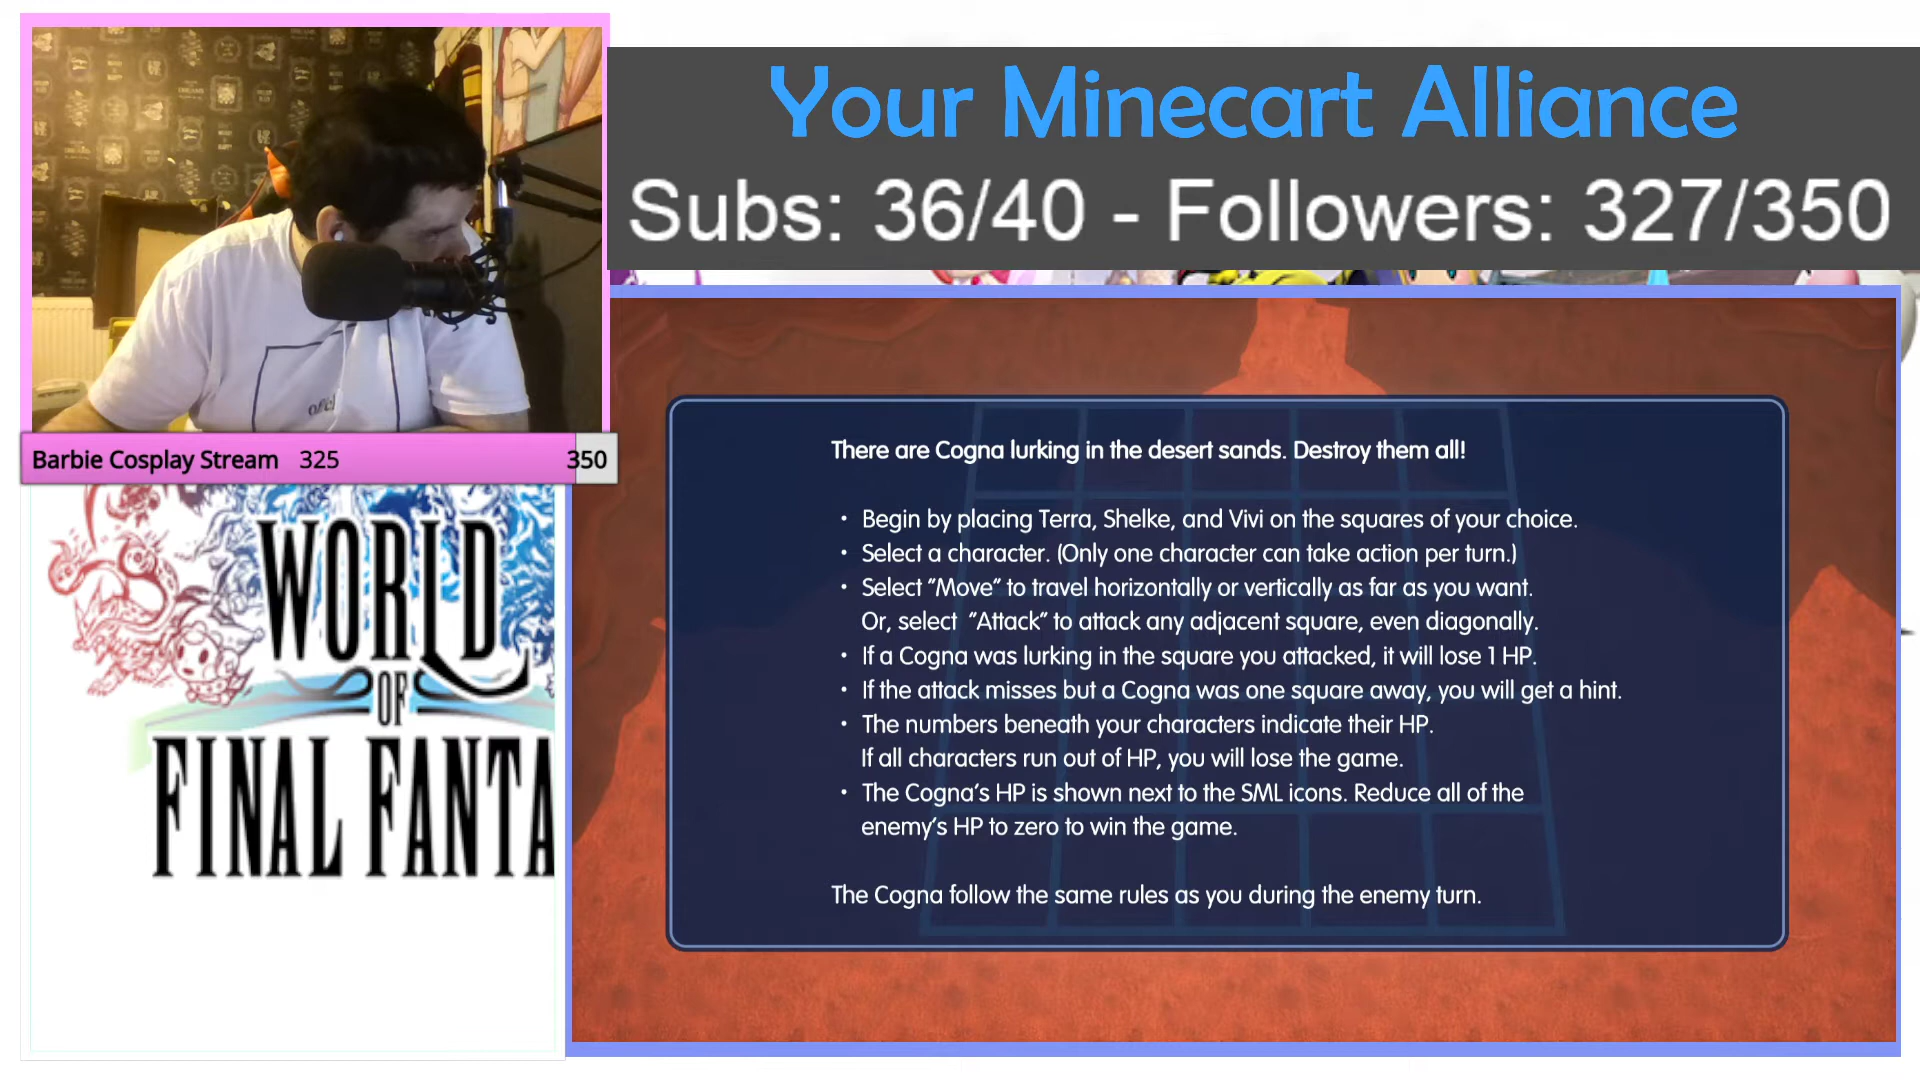 Your Minecart Alliance
Subs: 36/40 - Followers: 327/350
Barbie Cosplay Stream 325 350
WORLD
OF
FINAL FANTA
There are Cogna lurking in the desert sands. Destroy them all!
• Begin by placing Terra, Shelke, and Vivi on the squares of your choice.
• Select a character. (Only one character can take action per turn.)
• Select "Move" to travel horizontally or vertically as far as you want.
Or, select "Attack" to attack any adjacent square, even diagonally.
• If a Cogna was lurking in the square you attacked, it will lose 1 HP.
• If the attack misses but a Cogna was one square away, you will get a hint.
• The numbers beneath your characters indicate their HP.
If all characters run out of HP, you will lose the game.
• The Cogna's HP is shown next to the SML icons. Reduce all of the
enemy's HP to zero to win the game.
The Cogna follow the same rules as you during the enemy turn.